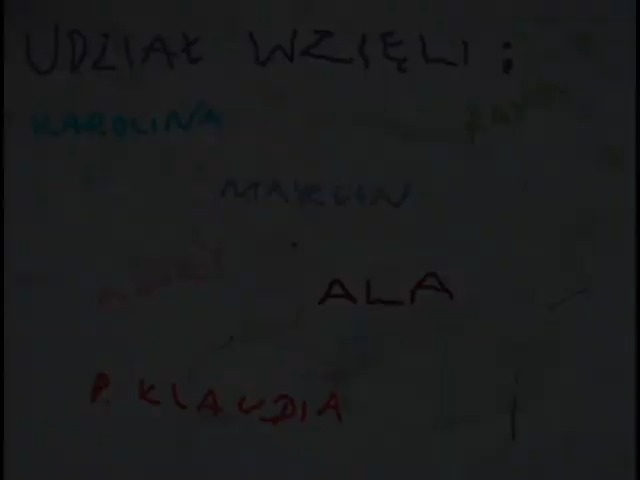 UDZIAŁ WZIĘLI :
KAROLINA
MARCIN
ALA
P. KLAUDIA